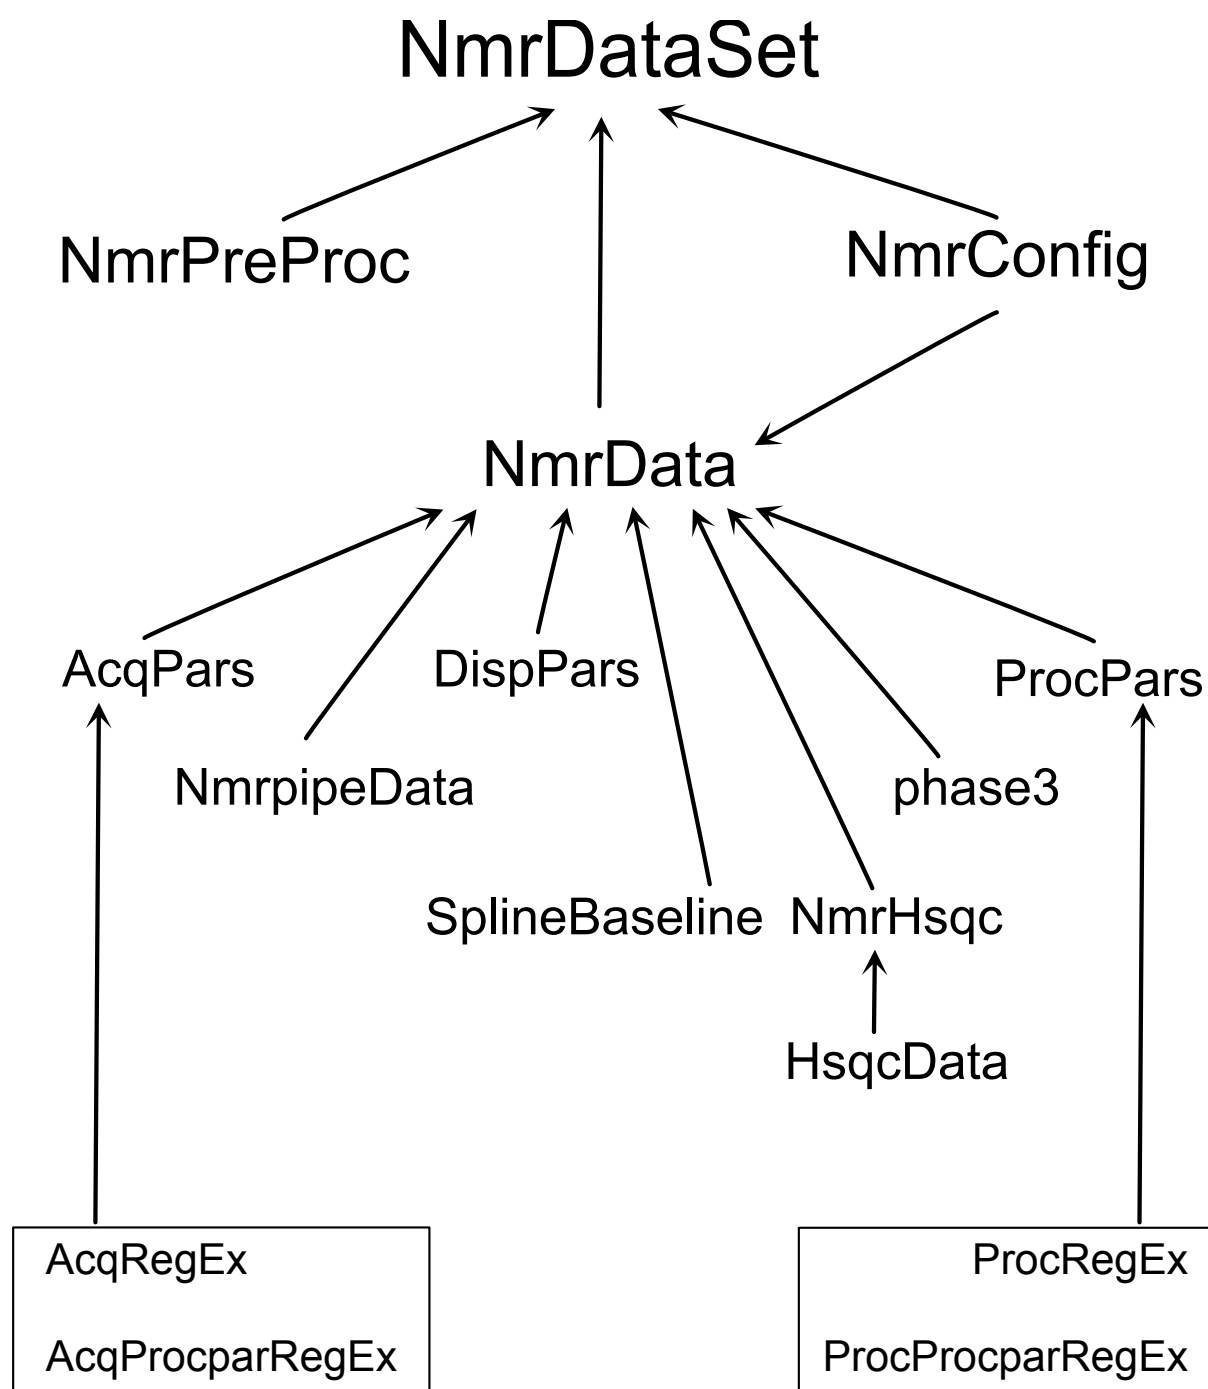 NmrDataSet
NmrPreProc
NmrConfig
NmrData
AcqPars
DispPars
ProcPars
NmrpipeData
phase3
SplineBaseline
NmrHsqc
HsqcData
AcqRegEx
AcqProcparRegEx
ProcRegEx
ProcProcparRegEx